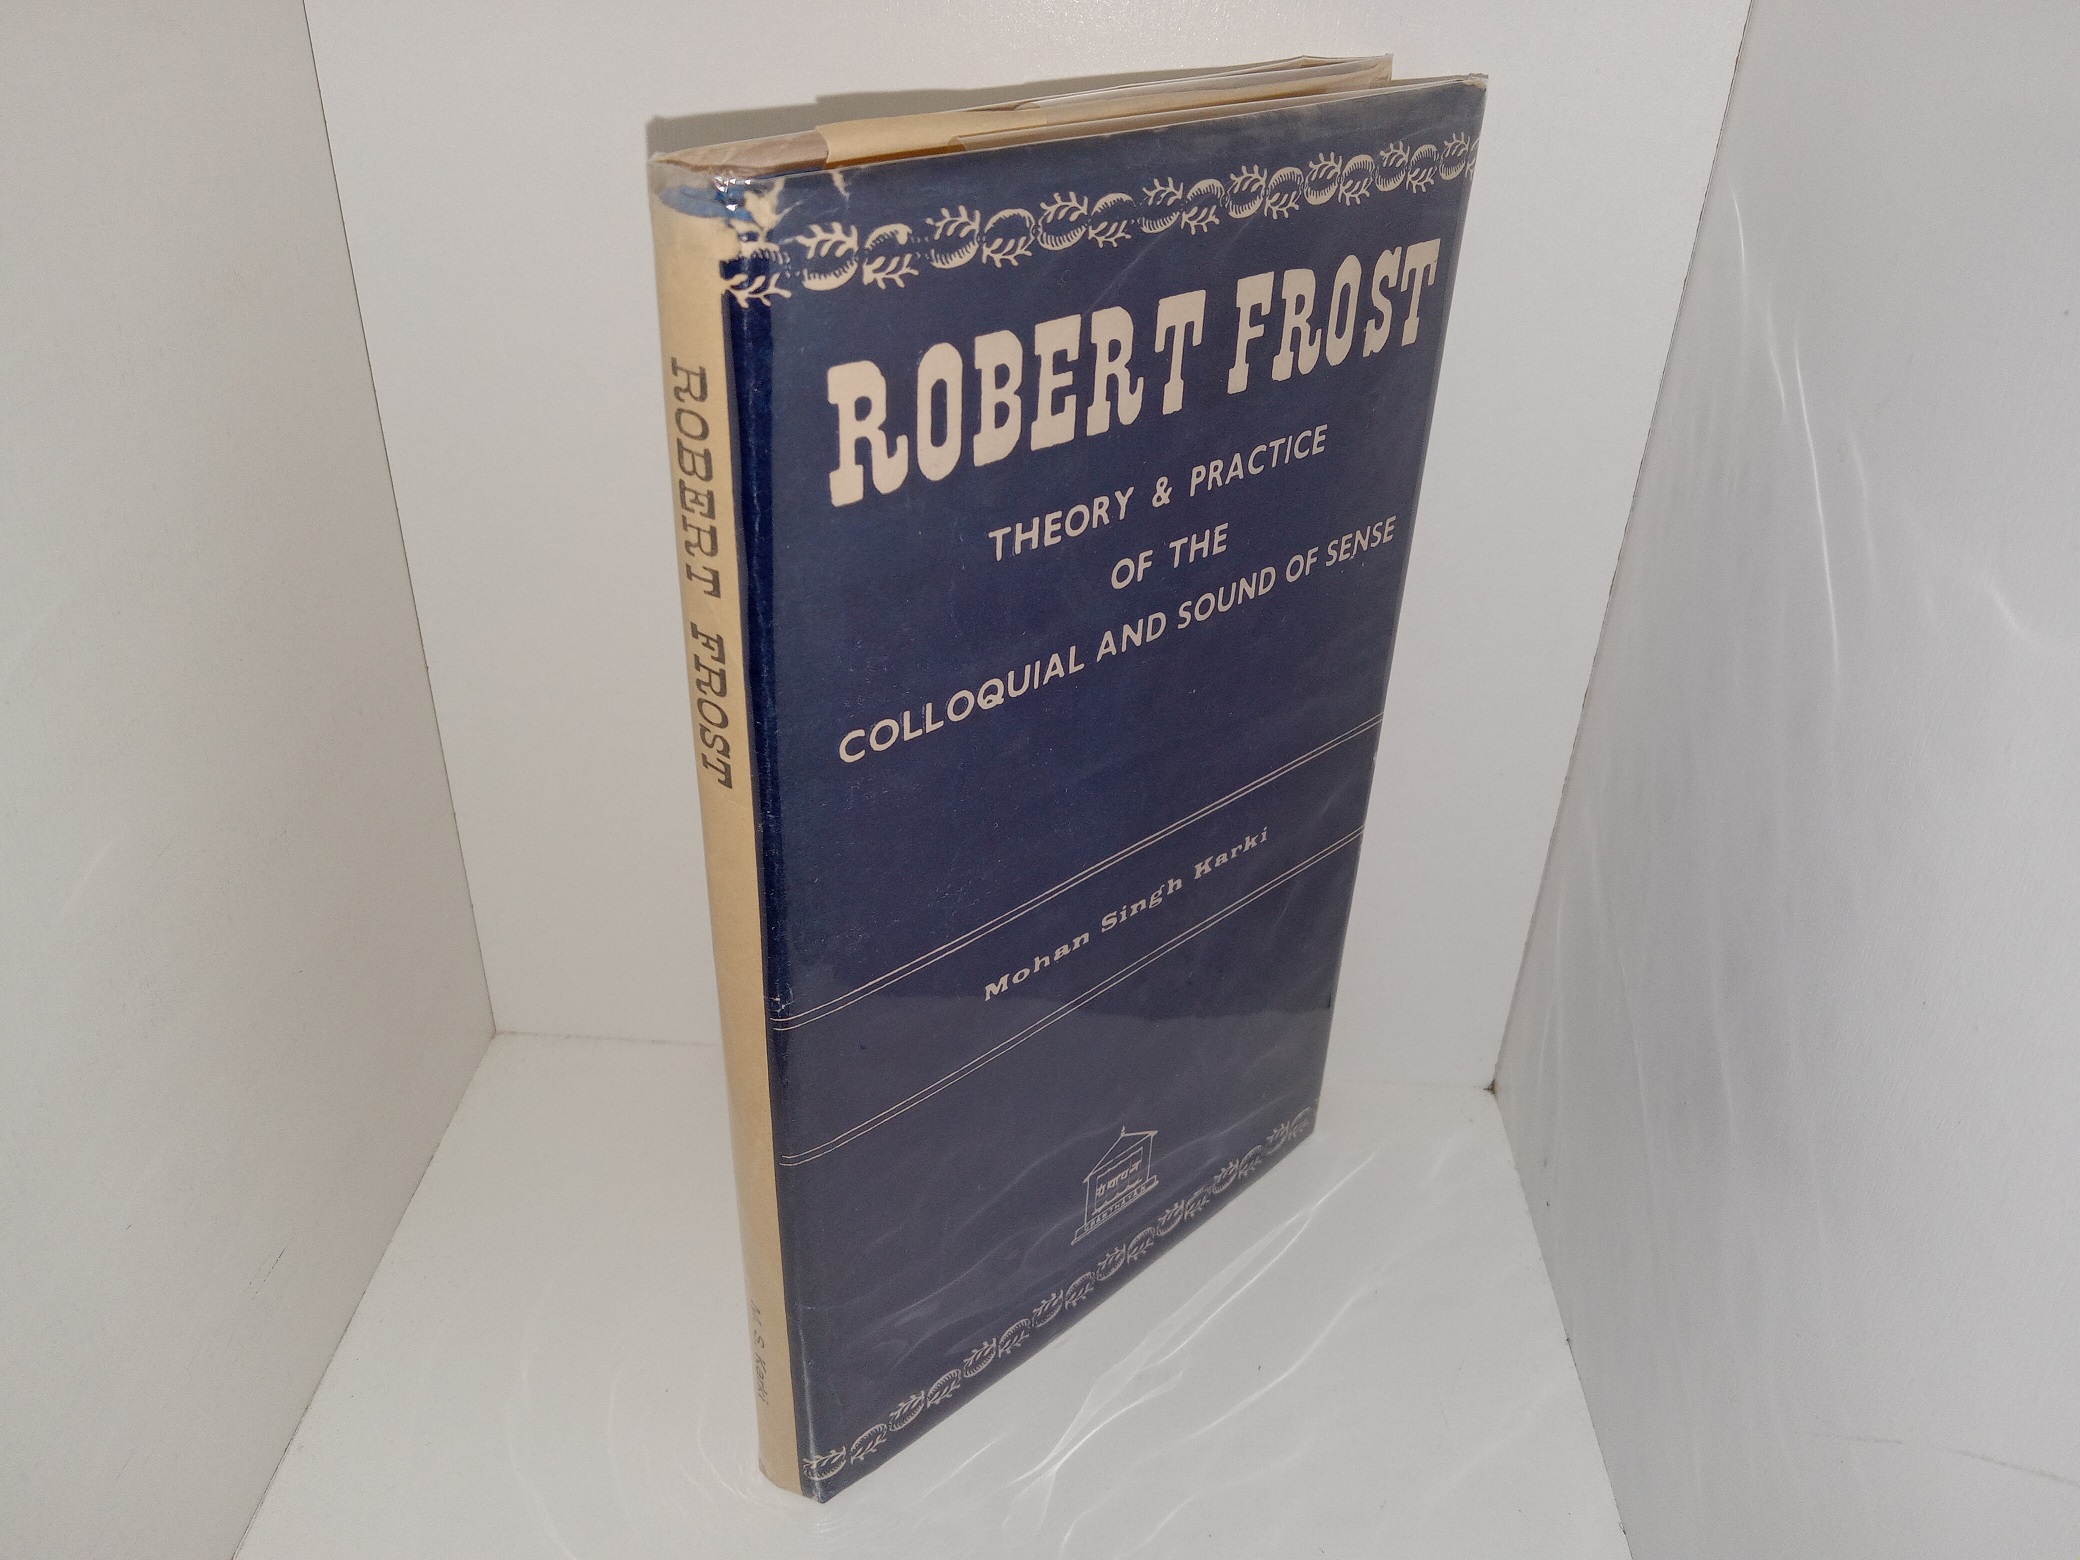 ROBERT FROST
THEORY & PRACTICE
OF THE
COLLOQUIAL AND SOUND OF SENSE
Mohan Singh Karki
ROBERT FROST
M. S. Karki